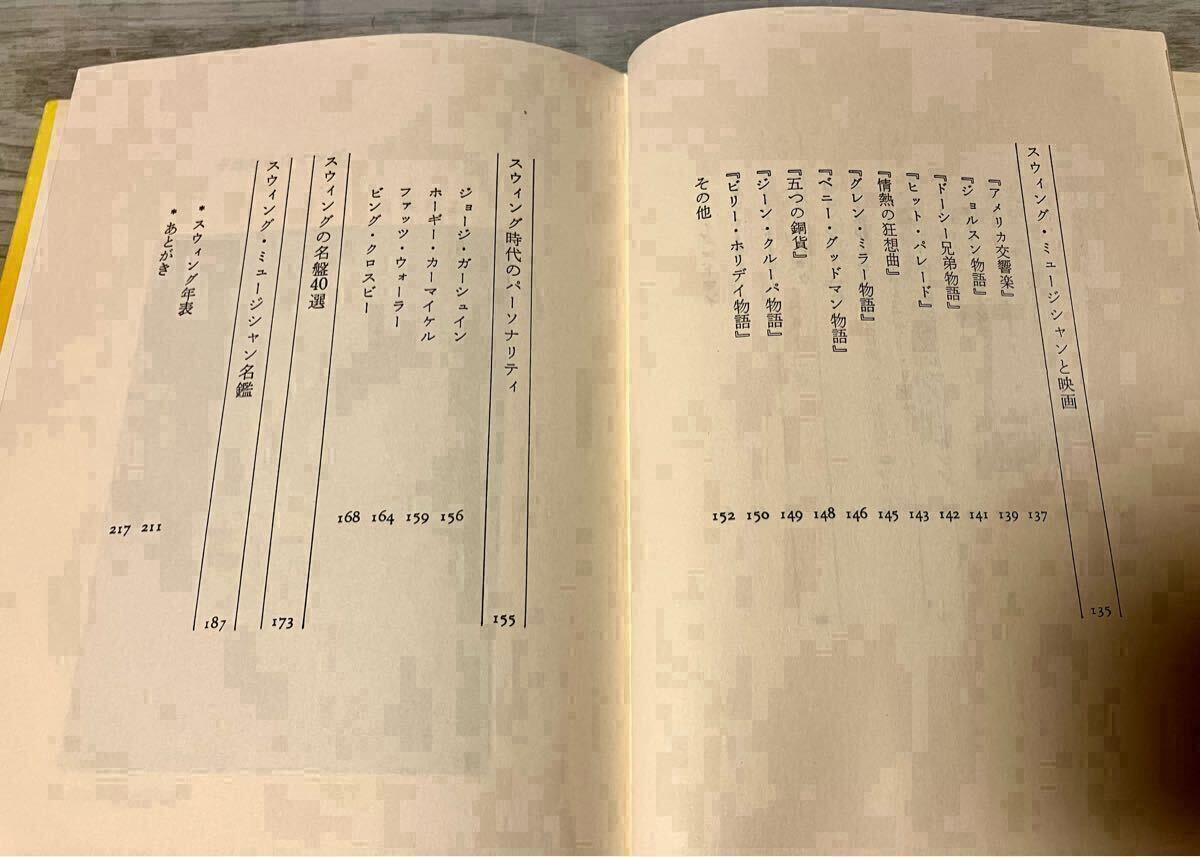 スウィング・ミュージシャンと映画 135
『アメリカ交響楽』 137
『ジョルスン物語』 139
『ドーシー兄弟物語』 141
『ヒット・パレード』 142
『情熱の狂想曲』 143
『グレン・ミラー物語』 145
『ベニー・グッドマン物語』 146
『五つの銅貨』 148
『ジーン・クルーパ物語』 149
『ビリー・ホリデイ物語』 150
その他 152
スウィング時代のパーソナリティ 155
ジョージ・ガーシュイン 156
ホーギー・カーマイケル 159
ファッツ・ウォーラー 164
ビング・クロスビー 168
スウィングの名盤40選 173
スウィング・ミュージシャン名鑑 187
＊スウィング年表 211
＊あとがき 217